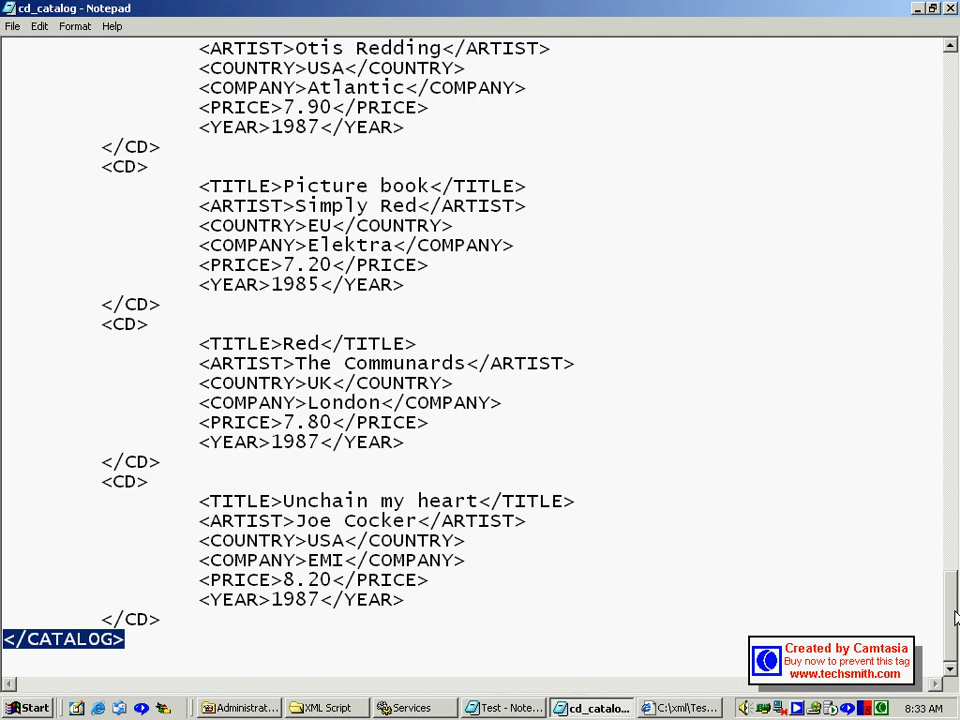 cd_catalog - Notepad
File Edit Format Help
<ARTIST>Otis Redding</ARTIST>
<COUNTRY>USA</COUNTRY>
<COMPANY>Atlantic</COMPANY>
<PRICE>7.90</PRICE>
<YEAR>1987</YEAR>
</CD>
<CD>
<TITLE>Picture book</TITLE>
<ARTIST>Simply Red</ARTIST>
<COUNTRY>EU</COUNTRY>
<COMPANY>Elektra</COMPANY>
<PRICE>7.20</PRICE>
<YEAR>1985</YEAR>
</CD>
<CD>
<TITLE>Red</TITLE>
<ARTIST>The Communards</ARTIST>
<COUNTRY>UK</COUNTRY>
<COMPANY>London</COMPANY>
<PRICE>7.80</PRICE>
<YEAR>1987</YEAR>
</CD>
<CD>
<TITLE>Unchain my heart</TITLE>
<ARTIST>Joe Cocker</ARTIST>
<COUNTRY>USA</COUNTRY>
<COMPANY>EMI</COMPANY>
<PRICE>8.20</PRICE>
<YEAR>1987</YEAR>
</CD>
</CATALOG>
Created by Camtasia
Buy now to prevent this tag
www.techsmith.com
Start Administrat... XML Script Services Test - Note... cd_catalo... C:\xml\Tes... 8:33 AM